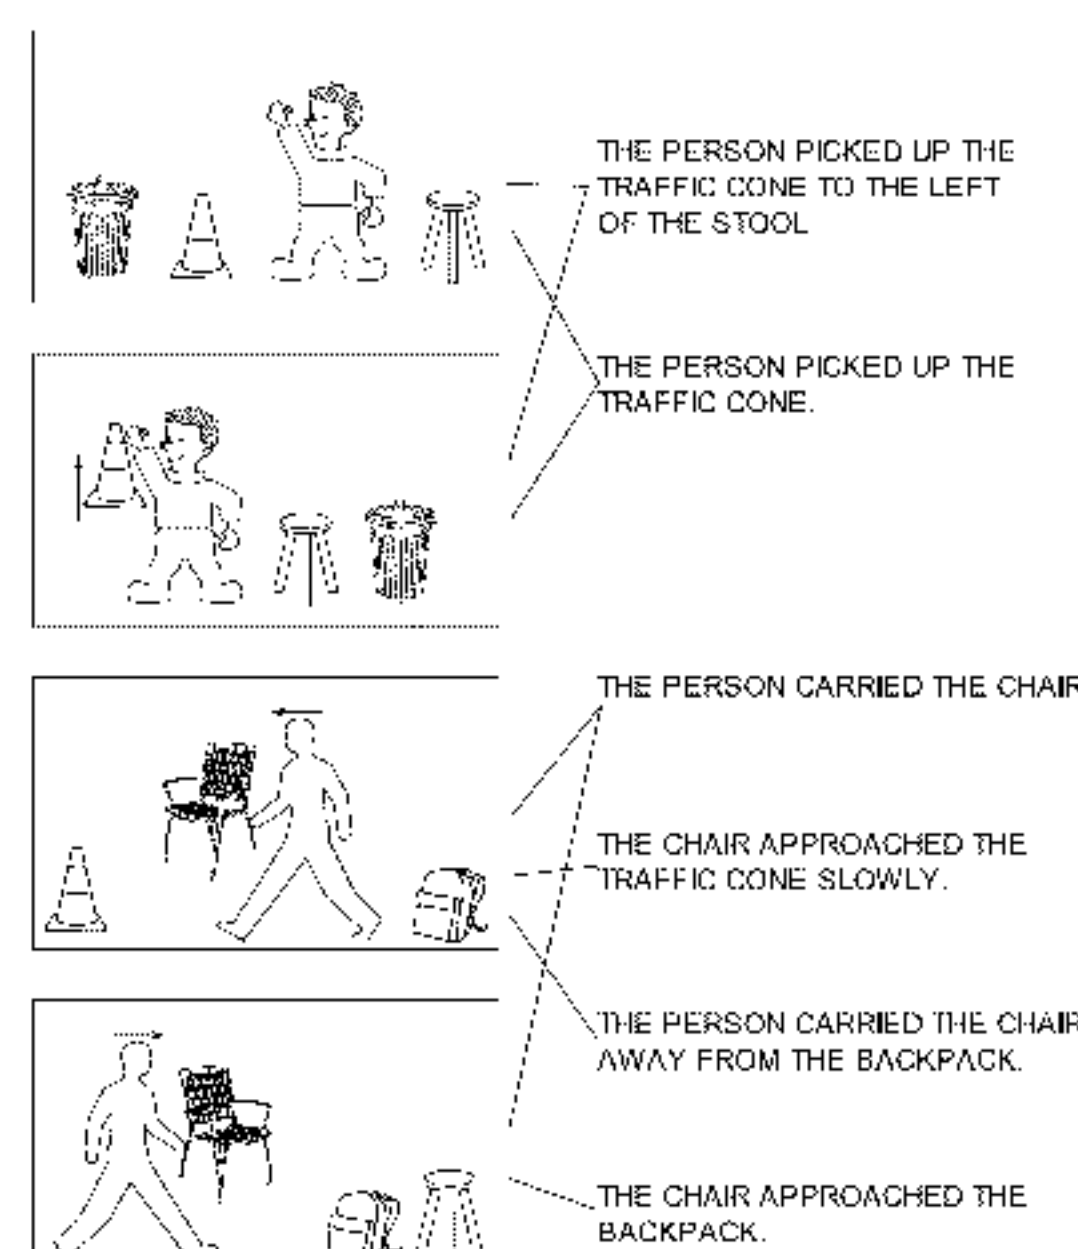 THE PERSON PICKED UP THE
TRAFFIC CONE TO THE LEFT
OF THE STOOL
THE PERSON PICKED UP THE
TRAFFIC CONE.
THE PERSON CARRIED THE CHAIR
THE CHAIR APPROACHED THE
TRAFFIC CONE SLOWLY.
THE PERSON CARRIED THE CHAIR
AWAY FROM THE BACKPACK.
THE CHAIR APPROACHED THE
BACKPACK.